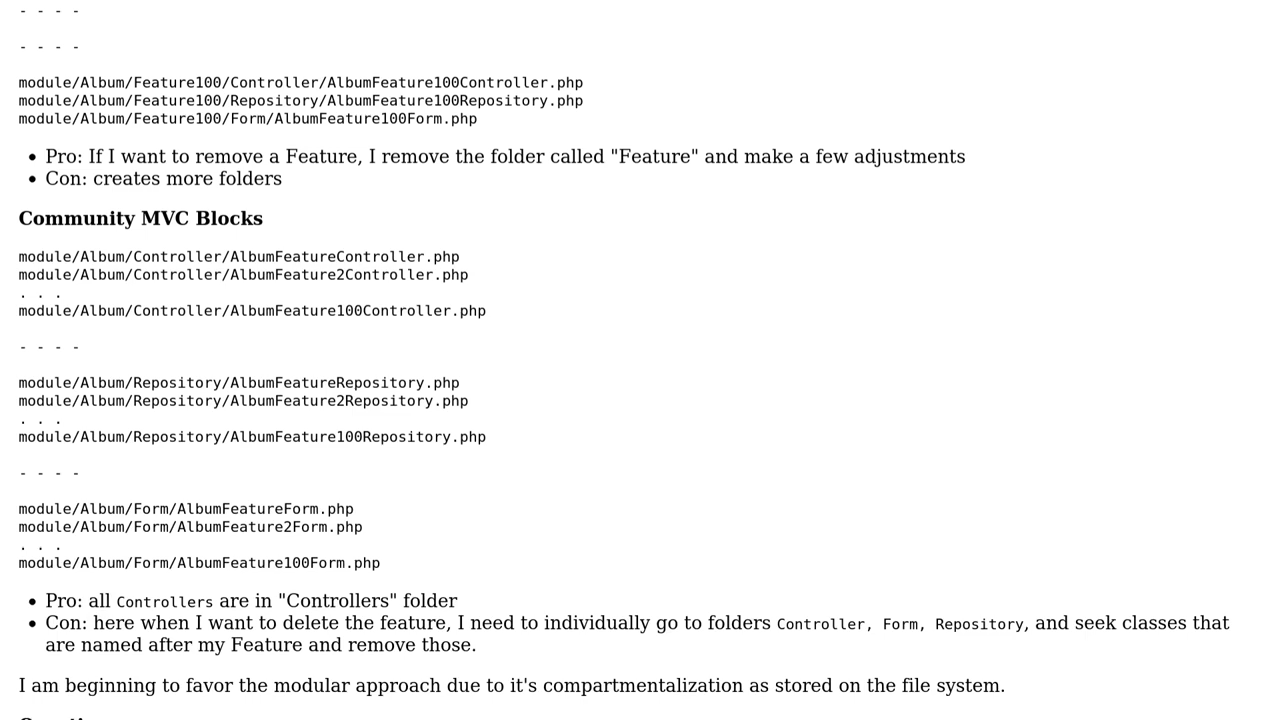 - - - -
- - - -
module/Album/Feature100/Controller/AlbumFeature100Controller.php
module/Album/Feature100/Repository/AlbumFeature100Repository.php
module/Album/Feature100/Form/AlbumFeature100Form.php
• Pro: If I want to remove a Feature, I remove the folder called "Feature" and make a few adjustments
• Con: creates more folders
Community MVC Blocks
module/Album/Controller/AlbumFeatureController.php
module/Album/Controller/AlbumFeature2Controller.php
. . .
module/Album/Controller/AlbumFeature100Controller.php
- - - -
module/Album/Repository/AlbumFeatureRepository.php
module/Album/Repository/AlbumFeature2Repository.php
. . .
module/Album/Repository/AlbumFeature100Repository.php
- - - -
module/Album/Form/AlbumFeatureForm.php
module/Album/Form/AlbumFeature2Form.php
. . .
module/Album/Form/AlbumFeature100Form.php
• Pro: all Controllers are in "Controllers" folder
• Con: here when I want to delete the feature, I need to individually go to folders Controller, Form, Repository, and seek classes that
are named after my Feature and remove those.
I am beginning to favor the modular approach due to it's compartmentalization as stored on the file system.